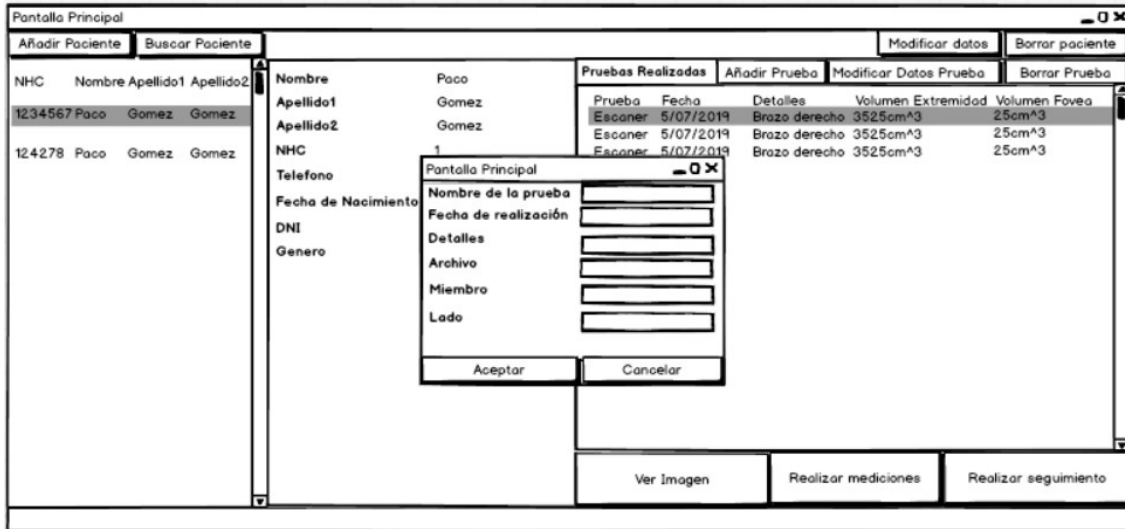 Pantalla Principal
Añadir Paciente Buscar Paciente Modificar datos Borrar paciente
NHC Nombre Apellido1 Apellido2
1234567 Paco Gomez Gomez
124278 Paco Gomez Gomez
Nombre Paco
Apellido1 Gomez
Apellido2 Gomez
NHC 1
Telefono
Fecha de Nacimiento
DNI
Genero
Pruebas Realizadas Añadir Prueba Modificar Datos Prueba Borrar Prueba
Prueba Fecha Detalles Volumen Extremidad Volumen Fovea
Escaner 5/07/2019 Brazo derecho 3525cm^3 25cm^3
Escaner 5/07/2019 Brazo derecho 3525cm^3 25cm^3
Escaner 5/07/2019 Brazo derecho 3525cm^3 25cm^3
Pantalla Principal
Nombre de la prueba
Fecha de realización
Detalles
Archivo
Miembro
Lado
Aceptar Cancelar
Ver Imagen Realizar mediciones Realizar seguimiento